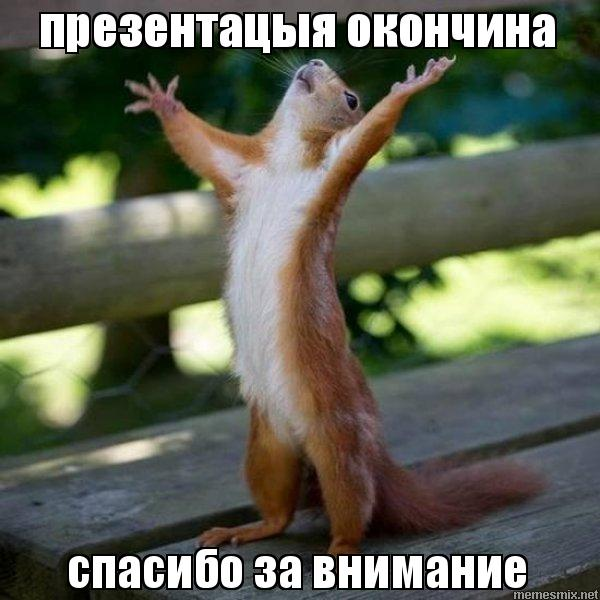 презентацыя окончина
спасибо за внимание
memesmix.net